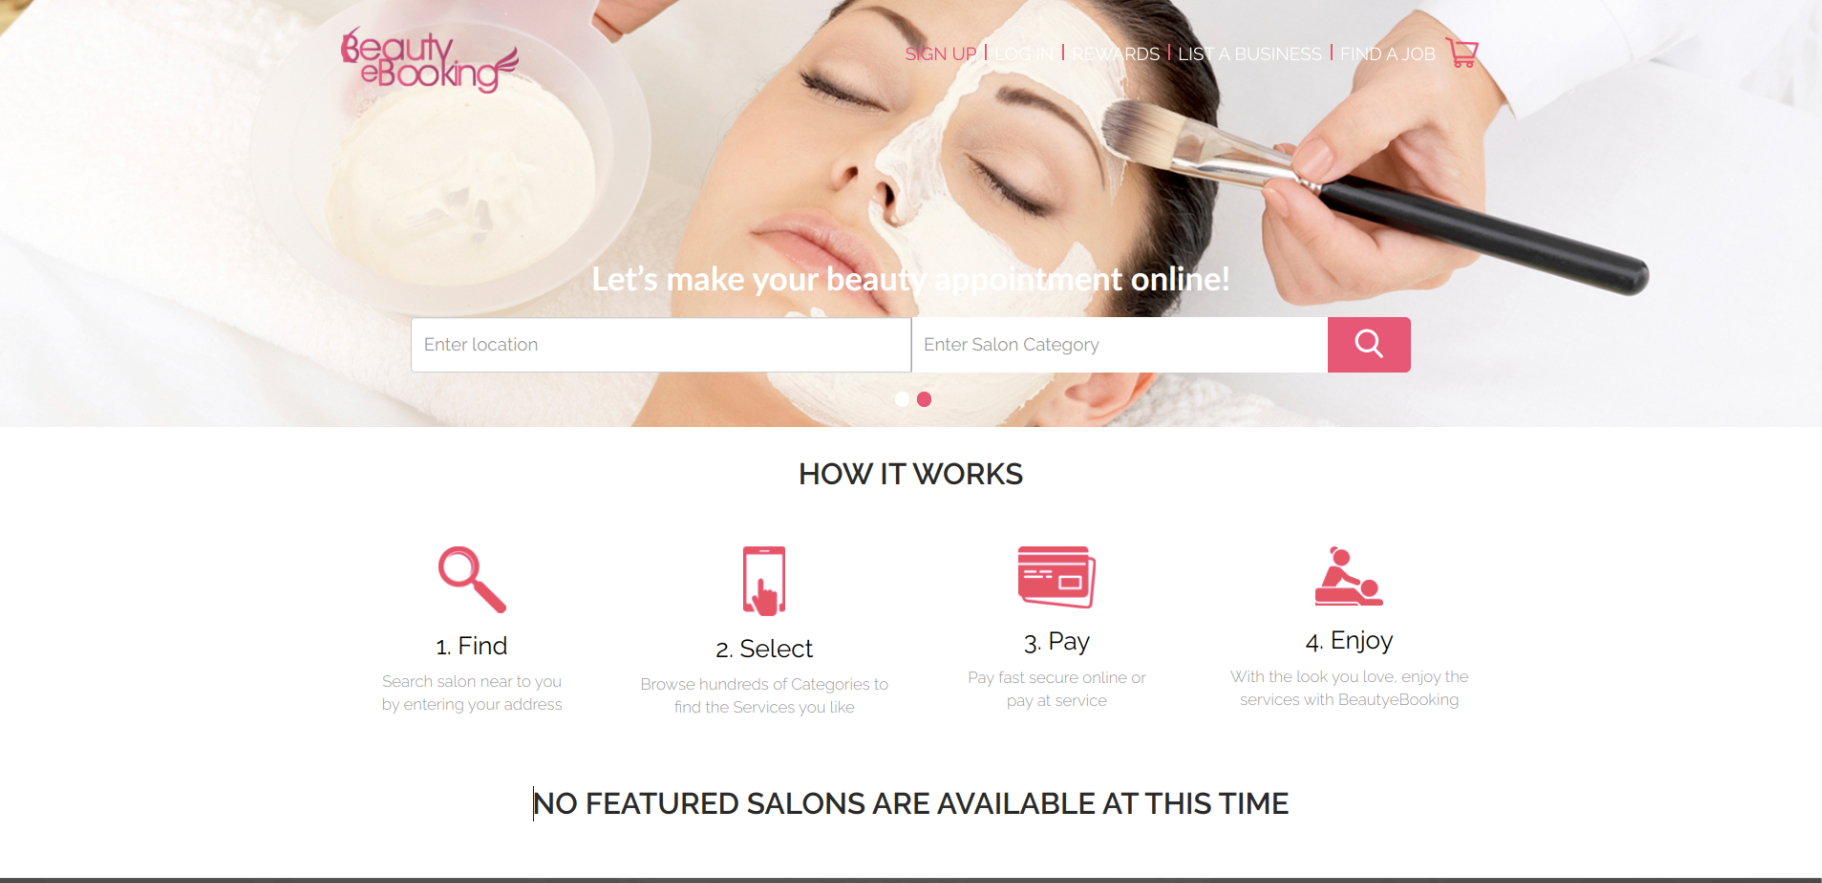 Beauty
eBooking
SIGN UP | LOG IN | REWARDS | LIST A BUSINESS | FIND A JOB
Let's make your beauty appointment online!
Enter location
Enter Salon Category
HOW IT WORKS
1. Find
Search salon near to you
by entering your address
2. Select
Browse hundreds of Categories to
find the Services you like
3. Pay
Pay fast secure online or
pay at service
4. Enjoy
With the look you love, enjoy the
services with BeautyeBooking
NO FEATURED SALONS ARE AVAILABLE AT THIS TIME